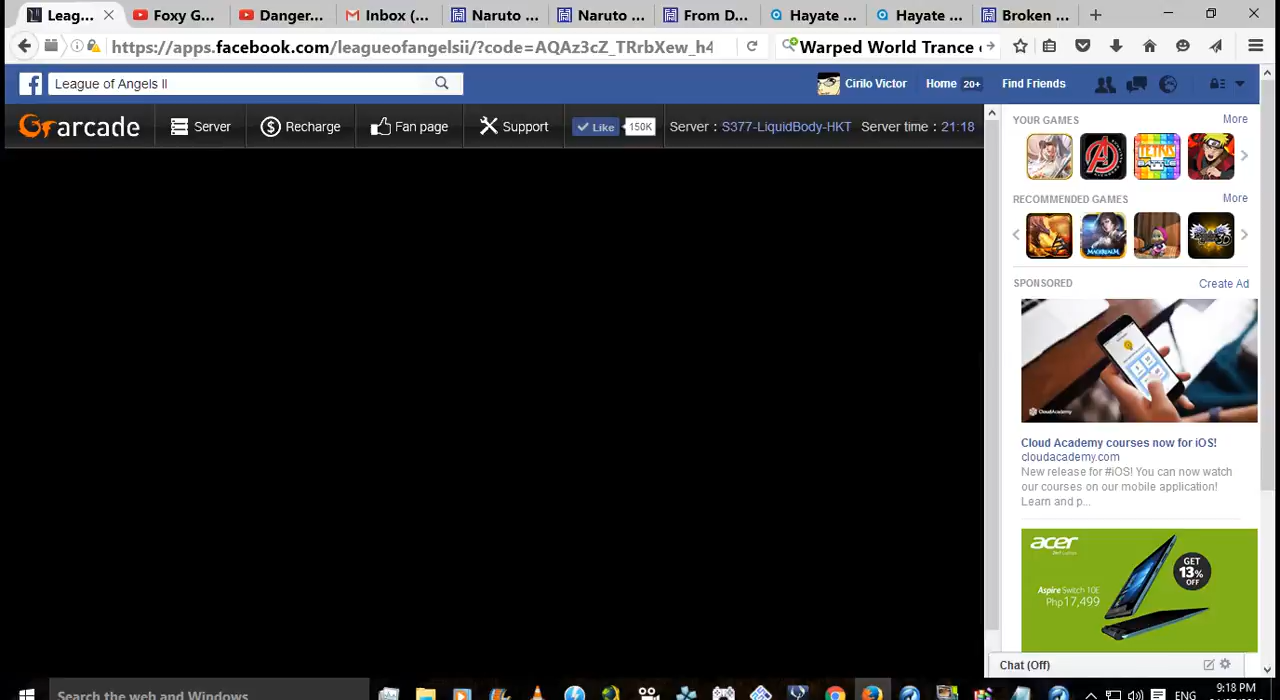 Leag... Foxy G... Danger... Inbox (... Naruto ... Naruto ... From D... Hayate ... Hayate ... Broken ...
https://apps.facebook.com/leagueofangelsii/?code=AQAz3cZ_TRrbXew_h4 Warped World Trance
League of Angels II Cirilo Victor Home 20+ Find Friends
arcade Server Recharge Fan page Support Like 150K Server : S377-LiquidBody-HKT Server time : 21:18
YOUR GAMES More
TETRIS
RECOMMENDED GAMES More
SPONSORED Create Ad
CloudAcademy
Cloud Academy courses now for iOS!
cloudacademy.com
New release for #iOS! You can now watch
our courses on our mobile application!
Learn and p...
acer
GET
13%
OFF
Aspire Switch 10E
Php17,499
Chat (Off)
Search the web and Windows ENG 9:18 PM